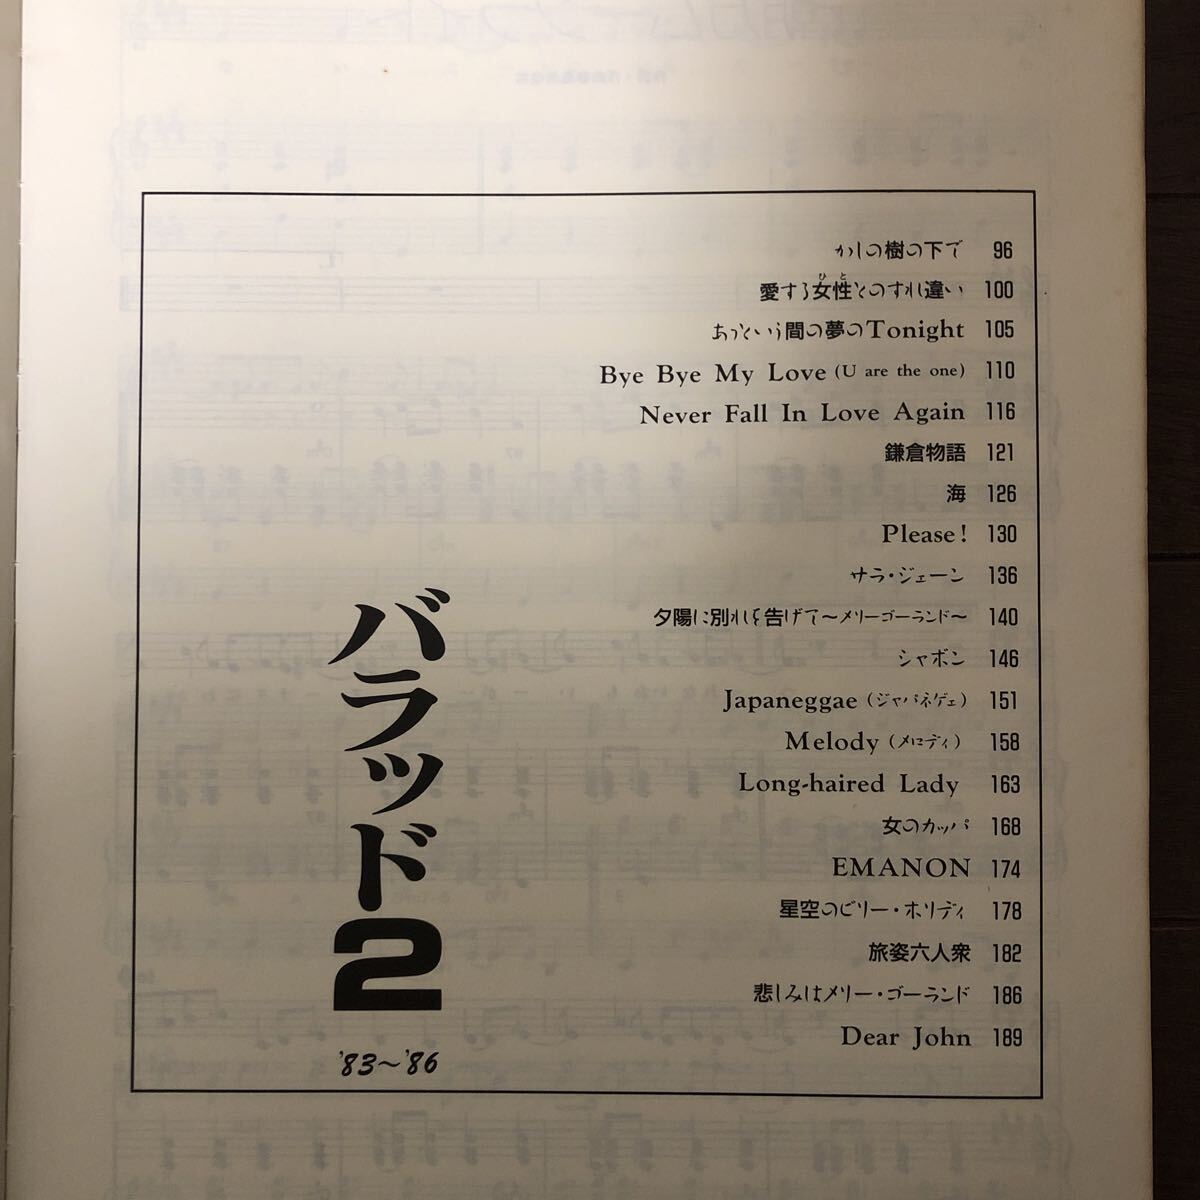 かしの樹の下で 96
愛する女性とのすれ違い 100
ひと
あっという間の夢のTonight 105
Bye Bye My Love (U are the one) 110
Never Fall In Love Again 116
鎌倉物語 121
海 126
Please! 130
サラ・ジェーン 136
夕陽に別れを告げて〜メリーゴーランド〜 140
シャボン 146
Japaneggae (ジャパネゲェ) 151
Melody (メロディ) 158
Long-haired Lady 163
女のカッパ 168
EMANON 174
星空のビリー・ホリディ 178
旅姿六人衆 182
悲しみはメリー・ゴーランド 186
Dear John 189
バラッド2
'83〜'86